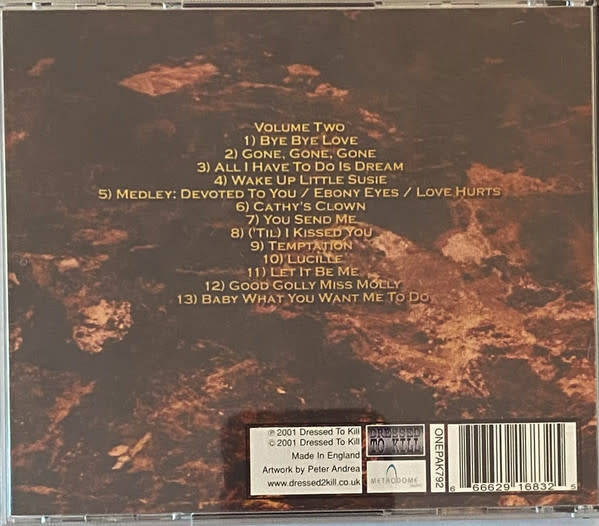 VOLUME TWO
1) BYE BYE LOVE
2) GONE, GONE, GONE
3) ALL I HAVE TO DO IS DREAM
4) WAKE UP LITTLE SUSIE
5) MEDLEY: DEVOTED TO YOU / EBONY EYES / LOVE HURTS
6) CATHY'S CLOWN
7) YOU SEND ME
8) ('TIL) I KISSED YOU
9) TEMPTATION
10) LUCILLE
11) LET IT BE ME
12) GOOD GOLLY MISS MOLLY
13) BABY WHAT YOU WANT ME TO DO
℗ 2001 Dressed To Kill
© 2001 Dressed To Kill
Made In England
Artwork by Peter Andrea
www.dressed2kill.co.uk
DRESSED
TO KILL
METRODOME
ONEPAK792
6 66629 16832 5